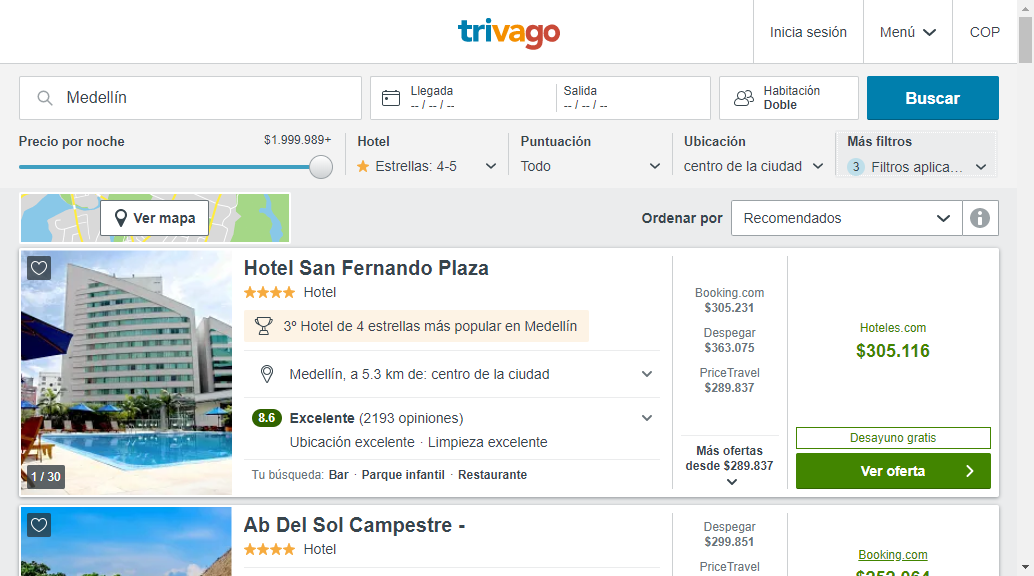 trivago
Inicia sesión
Menú
COP
Medellín
Llegada
-- / -- / --
Salida
-- / -- / --
Habitación
Doble
Buscar
Precio por noche
$1.999.989+
Hotel
Estrellas: 4-5
Puntuación
Todo
Ubicación
centro de la ciudad
Más filtros
3 Filtros aplica...
Ver mapa
Ordenar por
Recomendados
Hotel San Fernando Plaza
Hotel
3º Hotel de 4 estrellas más popular en Medellín
Medellín, a 5.3 km de: centro de la ciudad
8.6 Excelente (2193 opiniones)
Ubicación excelente · Limpieza excelente
Tu búsqueda: Bar · Parque infantil · Restaurante
1 / 30
Booking.com
$305.231
Despegar
$363.075
PriceTravel
$289.837
Más ofertas
desde $289.837
Hoteles.com
$305.116
Desayuno gratis
Ver oferta
Ab Del Sol Campestre -
Hotel
Despegar
$299.851
PriceTravel
Booking.com